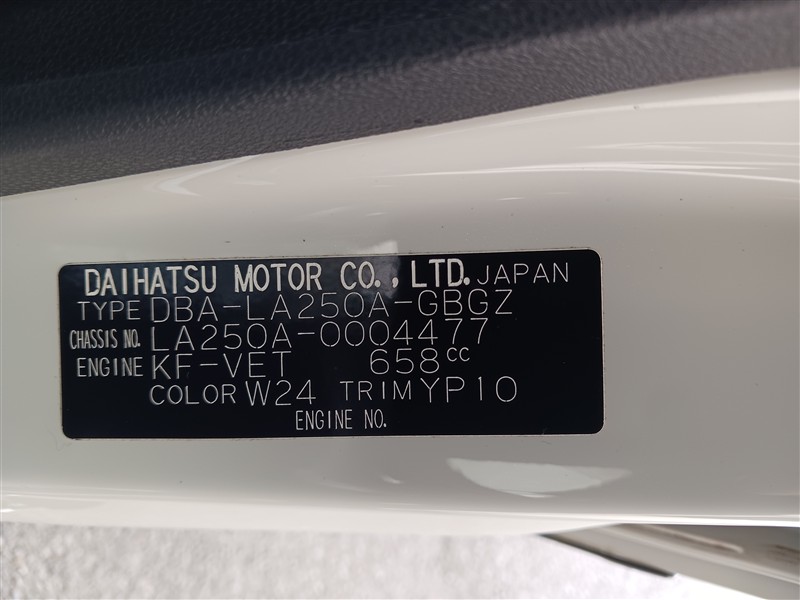 DAIHATSU MOTOR CO.,LTD. JAPAN
TYPE DBA-LA250A-GBGZ
CHASSIS NO. LA250A-0004477
ENGINE KF-VET 658cc
COLOR W24 TRIM YP10
ENGINE NO.